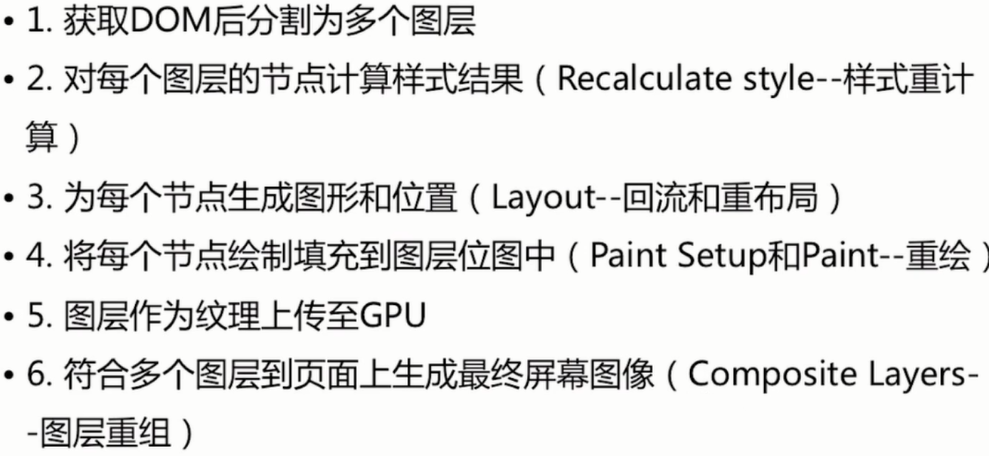 • 1. 获取DOM后分割为多个图层
• 2. 对每个图层的节点计算样式结果（Recalculate style--样式重计
算）
• 3. 为每个节点生成图形和位置（Layout--回流和重布局）
• 4. 将每个节点绘制填充到图层位图中（Paint Setup和Paint--重绘）
• 5. 图层作为纹理上传至GPU
• 6. 符合多个图层到页面上生成最终屏幕图像（Composite Layers-
-图层重组）